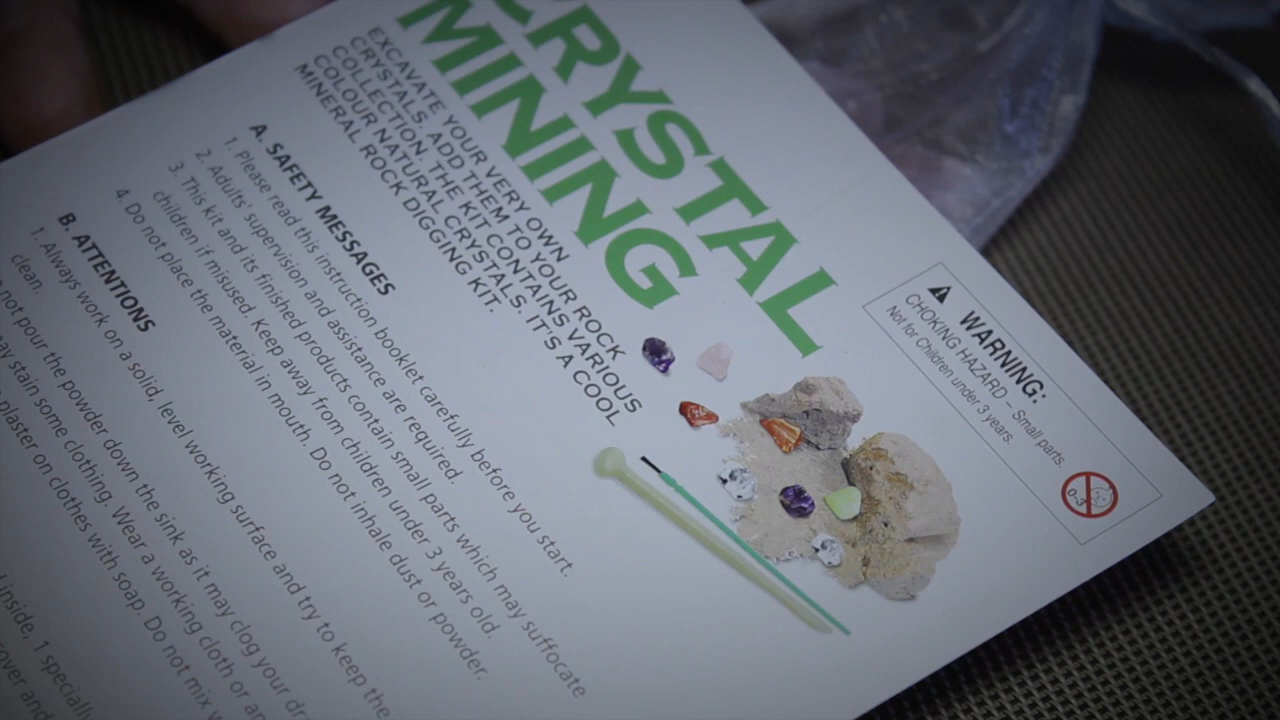 CRYSTAL
MINING
EXCAVATE YOUR VERY OWN
CRYSTALS. ADD THEM TO YOUR ROCK
COLLECTION. THE KIT CONTAINS VARIOUS
COLOUR NATURAL CRYSTALS. IT'S A COOL
MINERAL ROCK DIGGING KIT.
WARNING:
CHOKING HAZARD – Small parts.
Not for Children under 3 years.
0-3
A. SAFETY MESSAGES
1. Please read this instruction booklet carefully before you start.
2. Adults' supervision and assistance are required.
3. This kit and its finished products contain small parts which may suffocate
children if misused. Keep away from children under 3 years old.
4. Do not place the material in mouth. Do not inhale dust or powder.
B. ATTENTIONS
1. Always work on a solid, level working surface and try to keep the
clean.
not pour the powder down the sink as it may clog your
may stain some clothing. Wear a working cloth or
plaster on clothes with soap. Do not mix
inside, 1
and